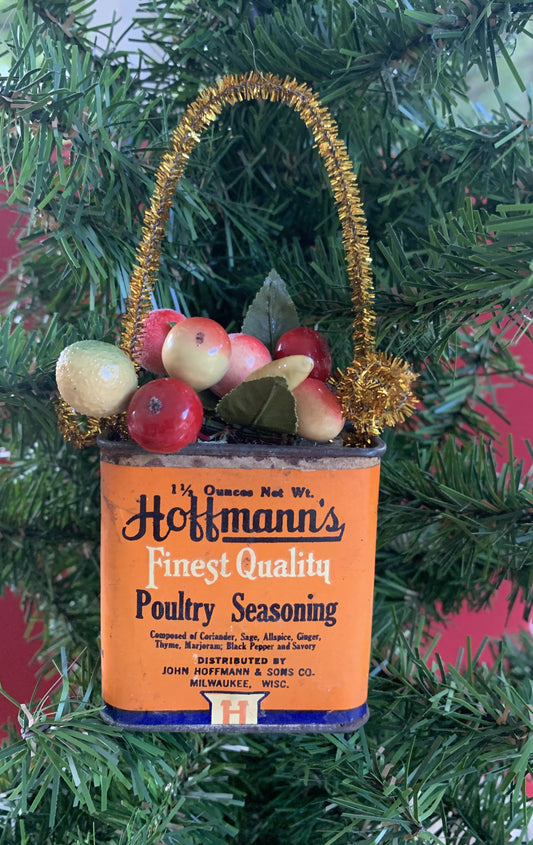 1½ Ounces Net Wt.
Hoffmann's
Finest Quality
Poultry Seasoning
Composed of Coriander, Sage, Allspice, Ginger,
Thyme, Marjoram; Black Pepper and Savory
DISTRIBUTED BY
JOHN HOFFMANN & SONS CO.
MILWAUKEE, WISC.
H